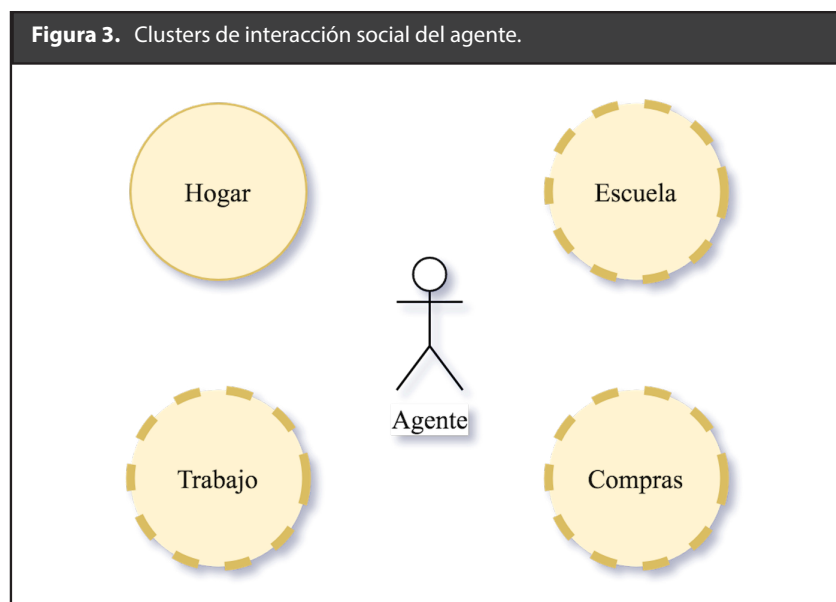 Figura 3. Clusters de interacción social del agente.
Hogar
Escuela
Agente
Trabajo
Compras